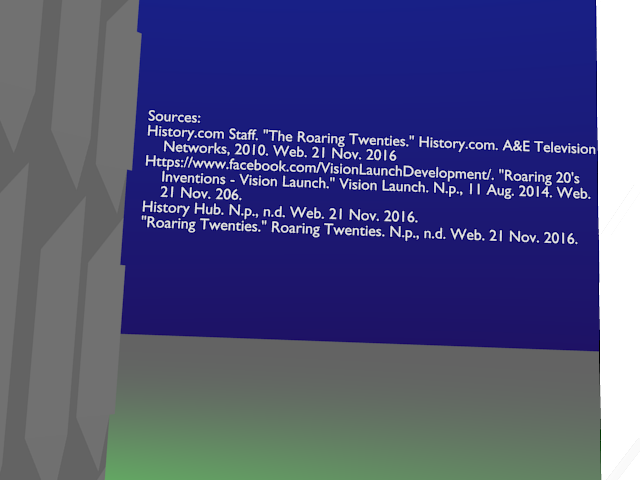 Sources:
History.com Staff. "The Roaring Twenties." History.com. A&E Television
Networks, 2010. Web. 21 Nov. 2016
Https://www.facebook.com/VisionLaunchDevelopment/. "Roaring 20's
Inventions - Vision Launch." Vision Launch. N.p., 11 Aug. 2014. Web.
21 Nov. 206.
History Hub. N.p., n.d. Web. 21 Nov. 2016.
"Roaring Twenties." Roaring Twenties. N.p., n.d. Web. 21 Nov. 2016.